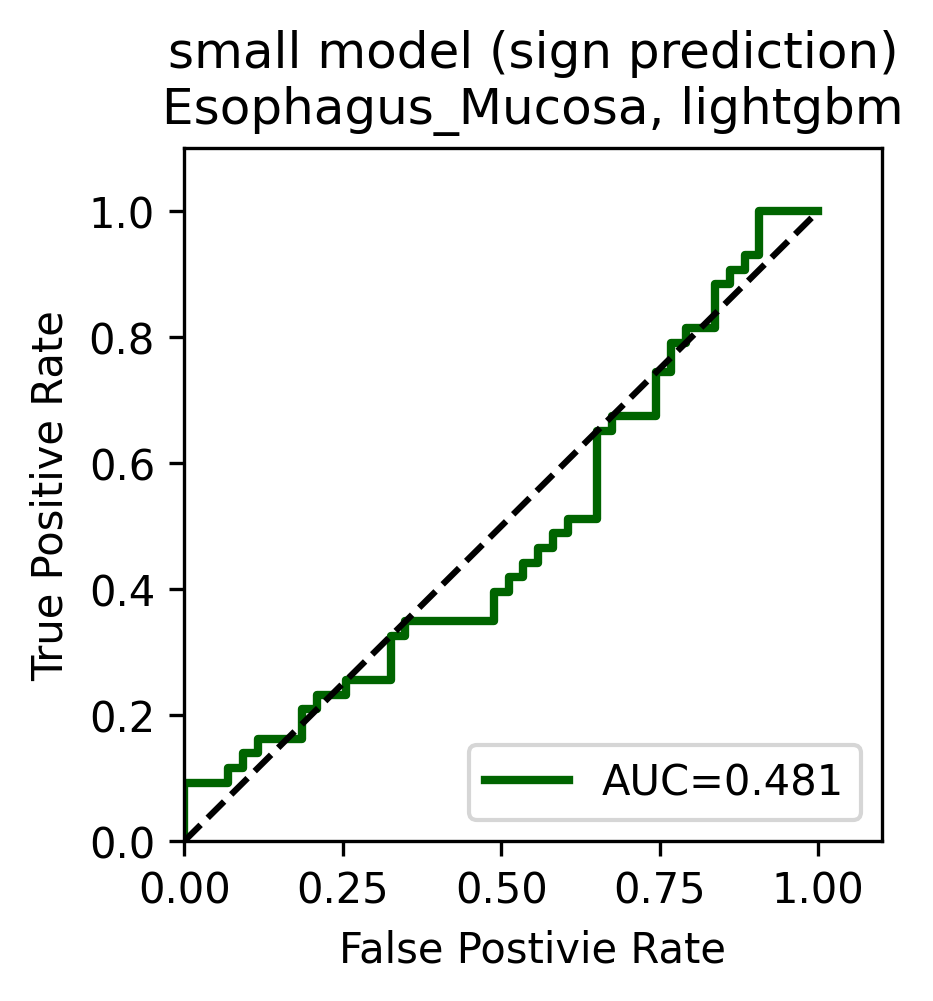 small model (sign prediction)
Esophagus_Mucosa, lightgbm
1.0
0.8
0.6
0.4
0.2
0.0
True Positive Rate
AUC=0.481
0.00 0.25 0.50 0.75 1.00
False Postivie Rate